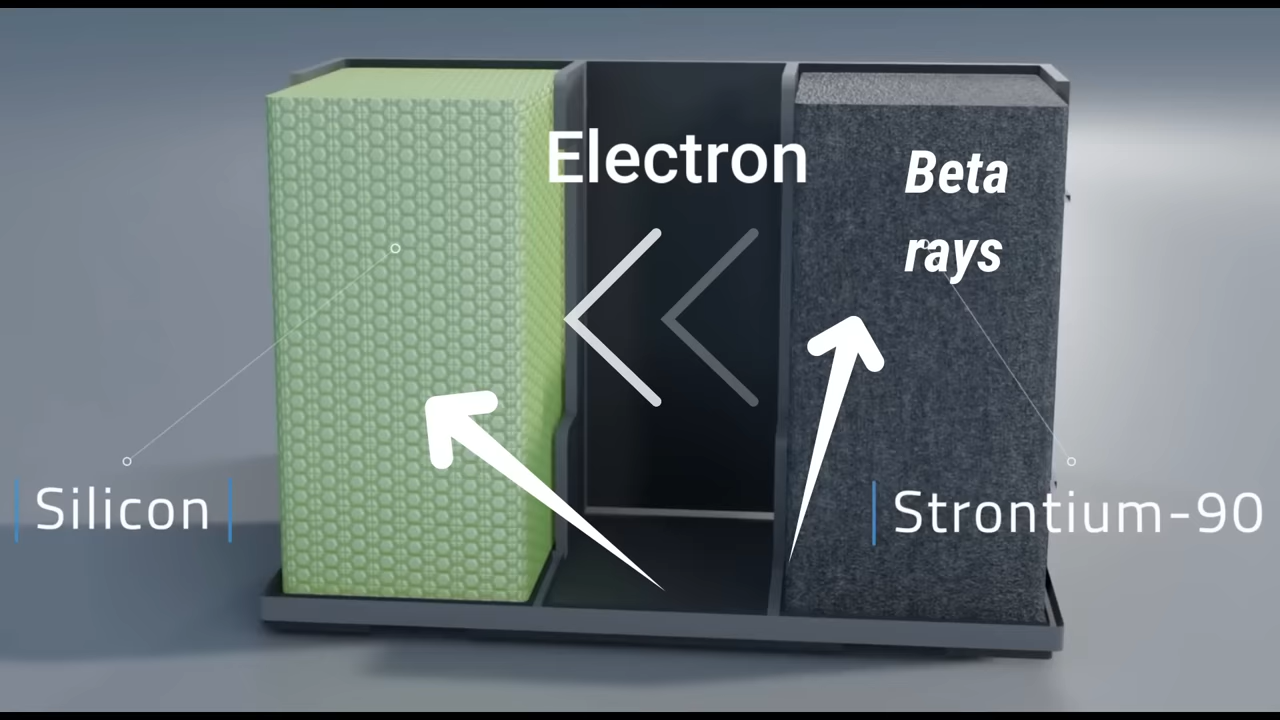 Electron
Beta
rays
| Silicon |
| Strontium-90